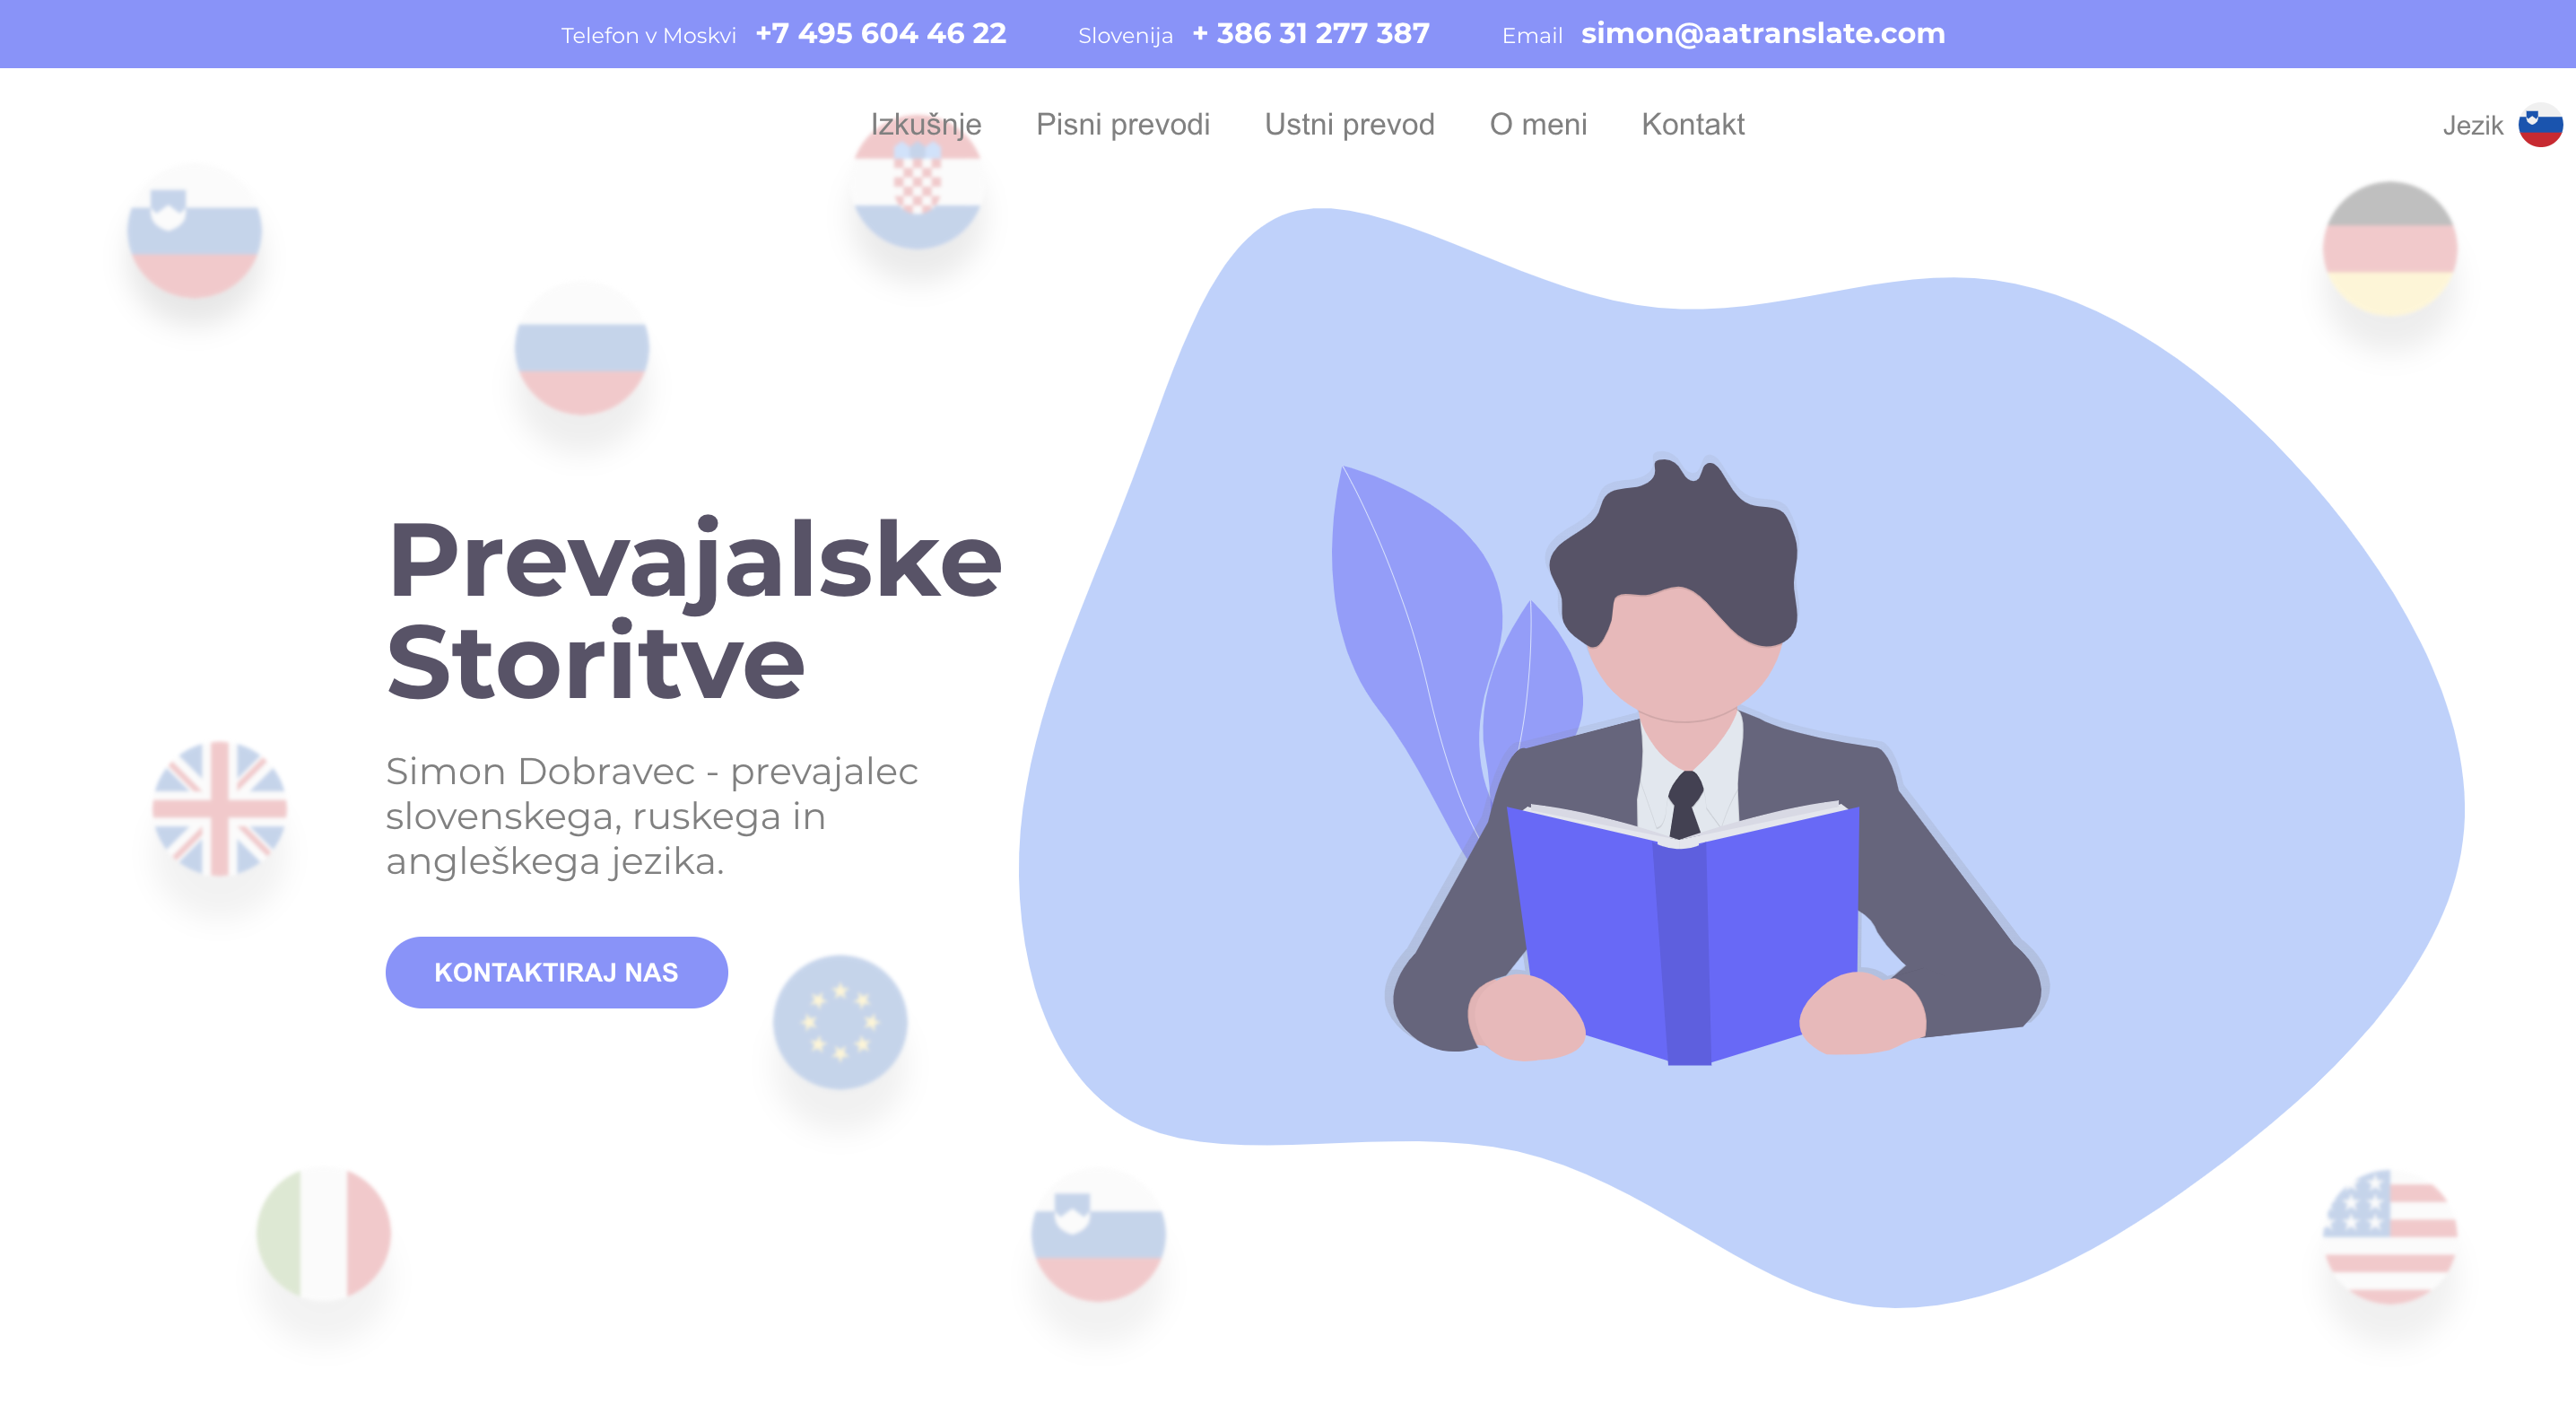 Telefon v Moskvi +7 495 604 46 22 Slovenija + 386 31 277 387 Email simon@aatranslate.com
Izkušnje Pisni prevodi Ustni prevod O meni Kontakt Jezik
Prevajalske
Storitve
Simon Dobravec - prevajalec
slovenskega, ruskega in
angleškega jezika.
KONTAKTIRAJ NAS